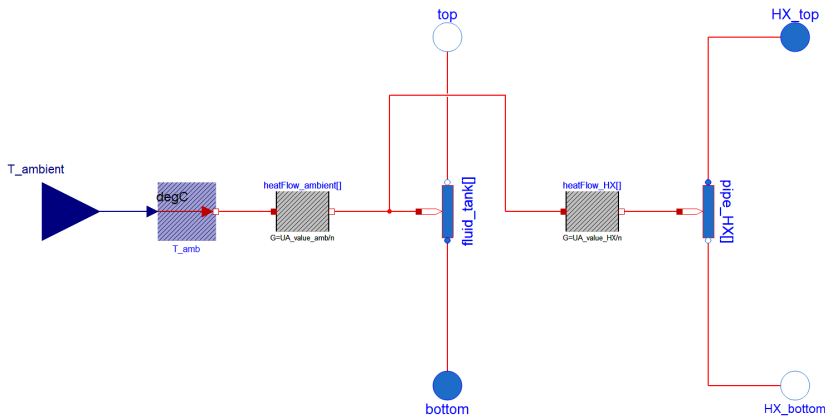 top
HX_top
T_ambient
degC
T_amb
heatFlow_ambient[]
G=UA_value_amb/n
fluid_tank[]
heatFlow_HX[]
G=UA_value_HX/n
pipe_HX[]
bottom
HX_bottom